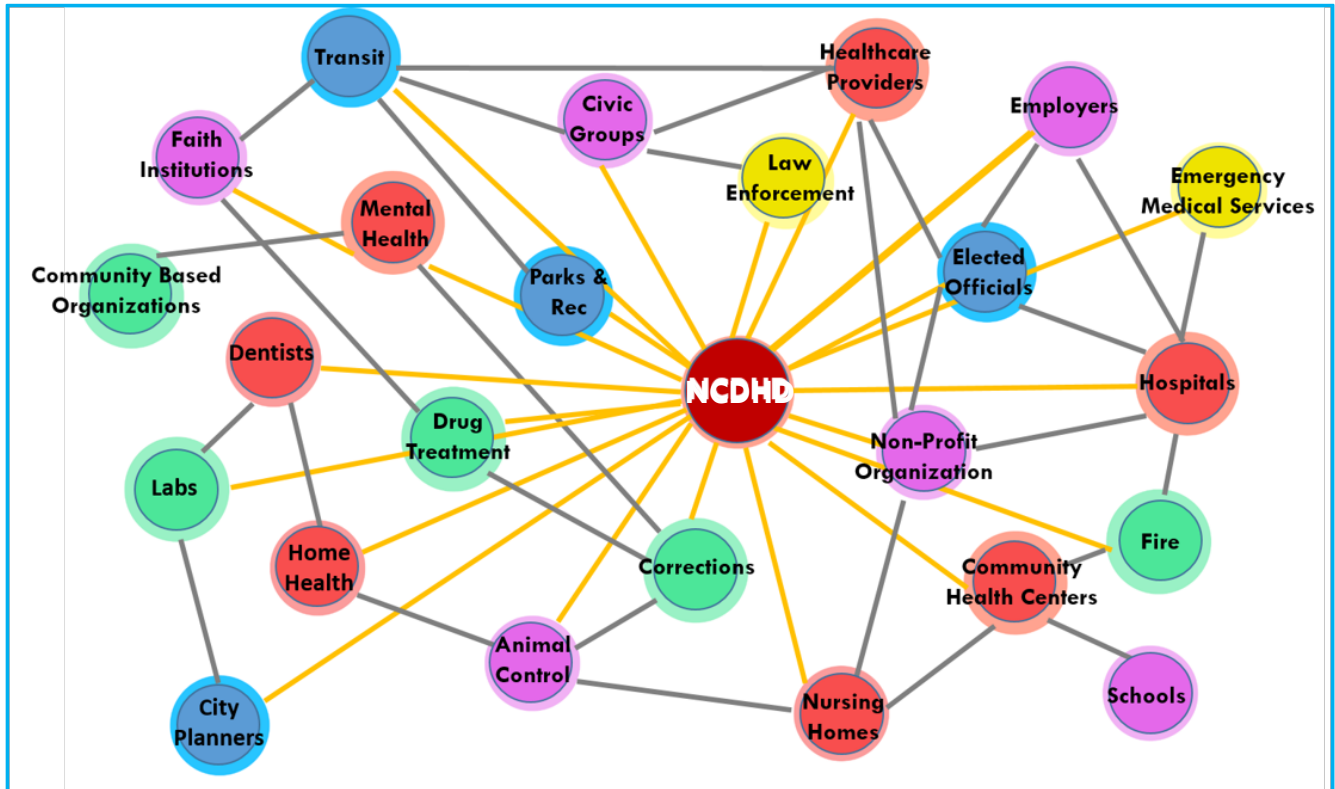 Transit
Healthcare
Providers
Civic
Groups
Employers
Faith
Institutions
Law
Enforcement
Emergency
Medical Services
Mental
Health
Community Based
Organizations
Parks &
Rec
Elected
Officials
Dentists
NCDHD
Hospitals
Drug
Treatment
Non-Profit
Organization
Labs
Home
Health
Corrections
Community
Health Centers
Fire
Animal
Control
City
Planners
Nursing
Homes
Schools